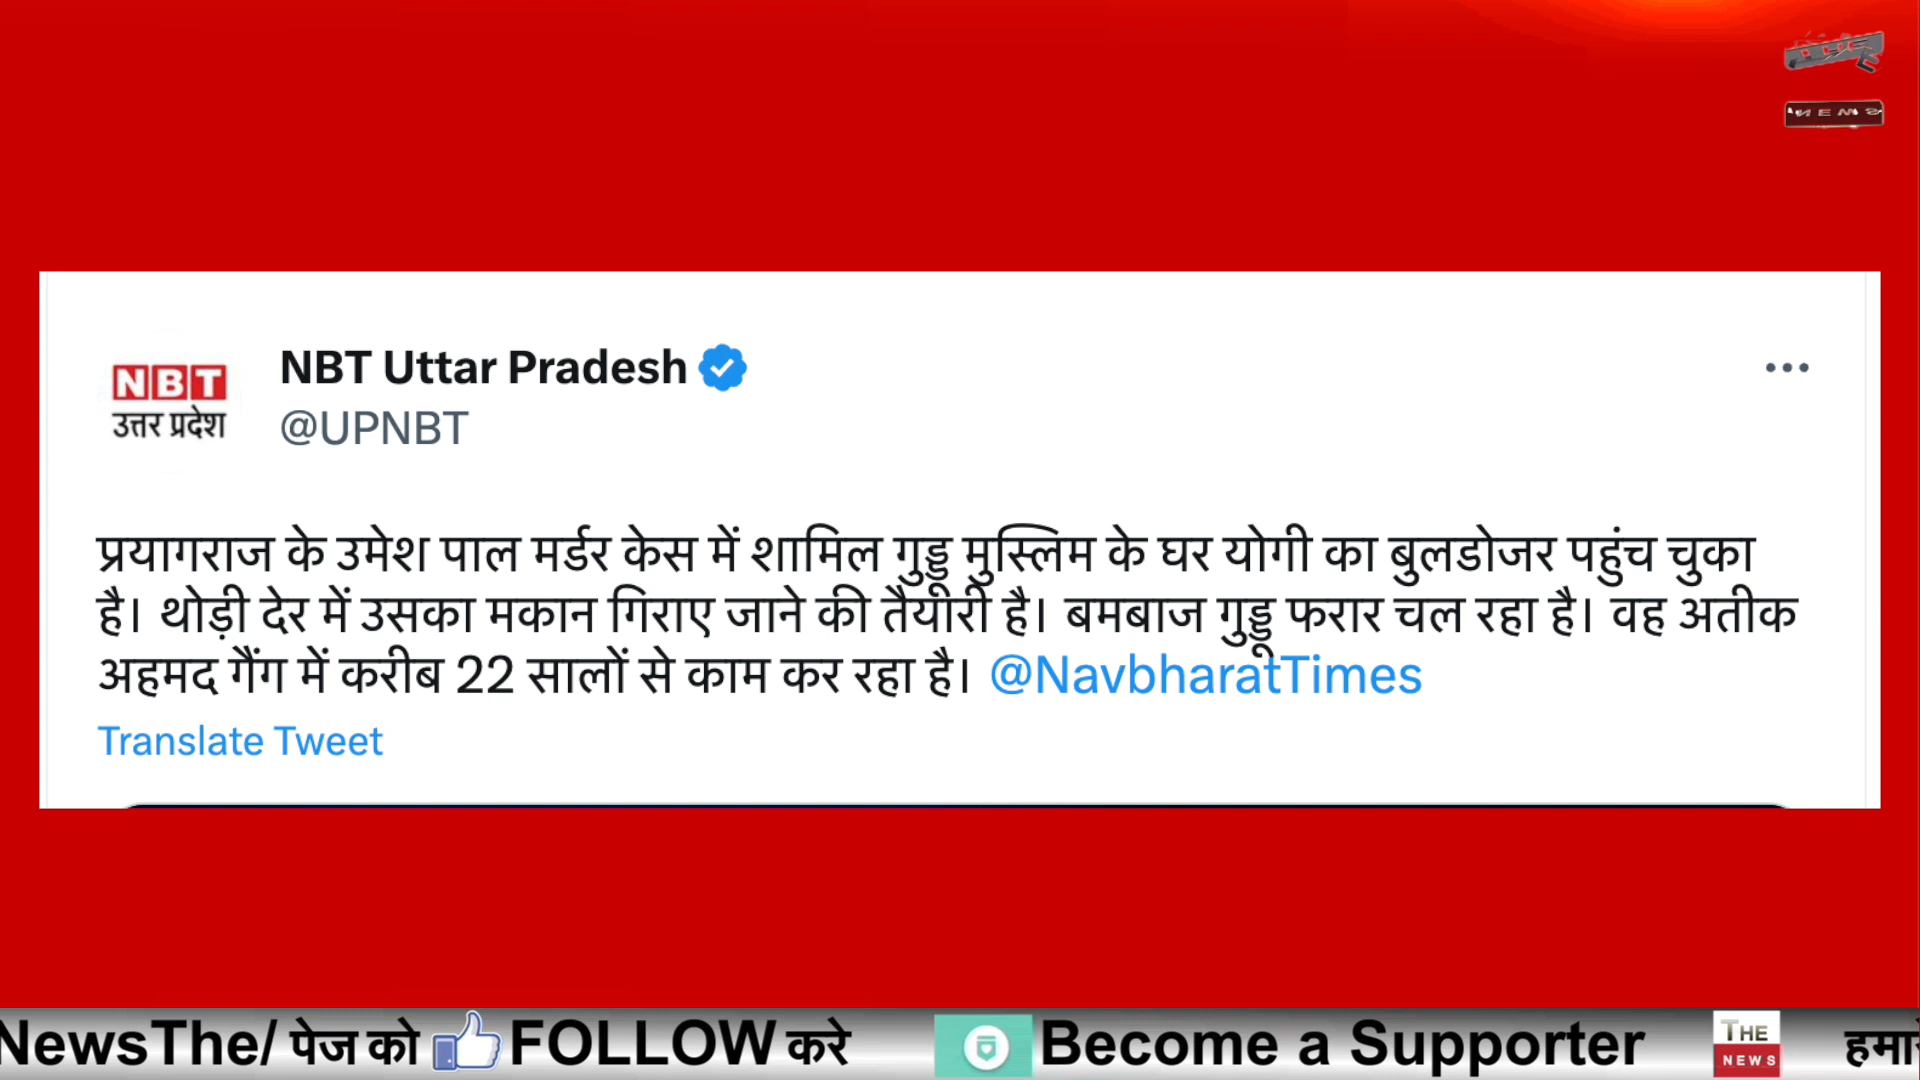 NBT Uttar Pradesh
@UPNBT
NBT
उत्तर प्रदेश
प्रयागराज के उमेश पाल मर्डर केस में शामिल गुड्डू मुस्लिम के घर योगी का बुलडोजर पहुंच चुका
है। थोड़ी देर में उसका मकान गिराए जाने की तैयारी है। बमबाज गुड्डू फरार चल रहा है। वह अतीक
अहमद गैंग में करीब 22 सालों से काम कर रहा है। @NavbharatTimes
Translate Tweet
NewsThe/ पेज को FOLLOW करे Become a Supporter THE NEWS